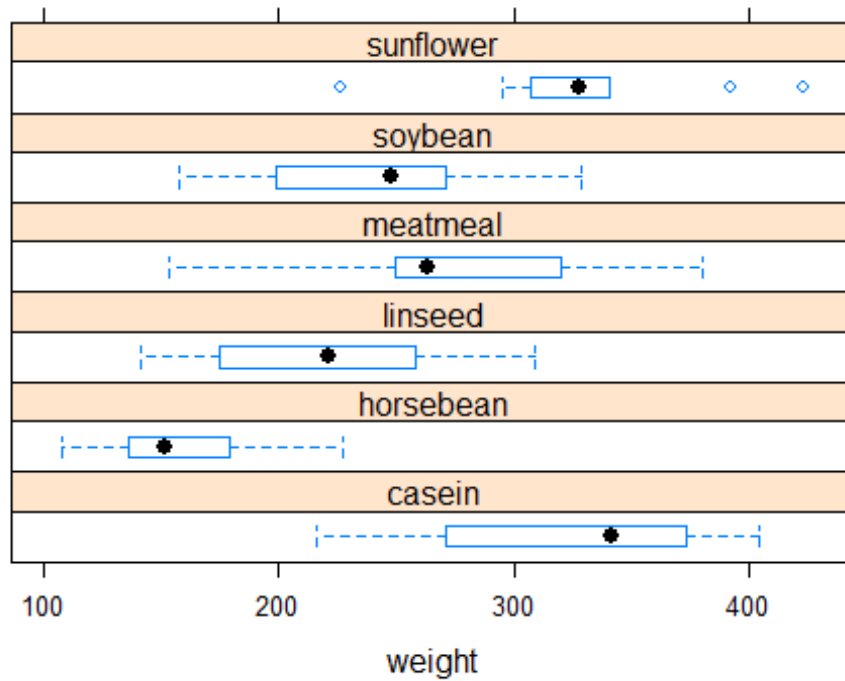 sunflower
soybean
meatmeal
linseed
horsebean
casein
100 200 300 400
weight